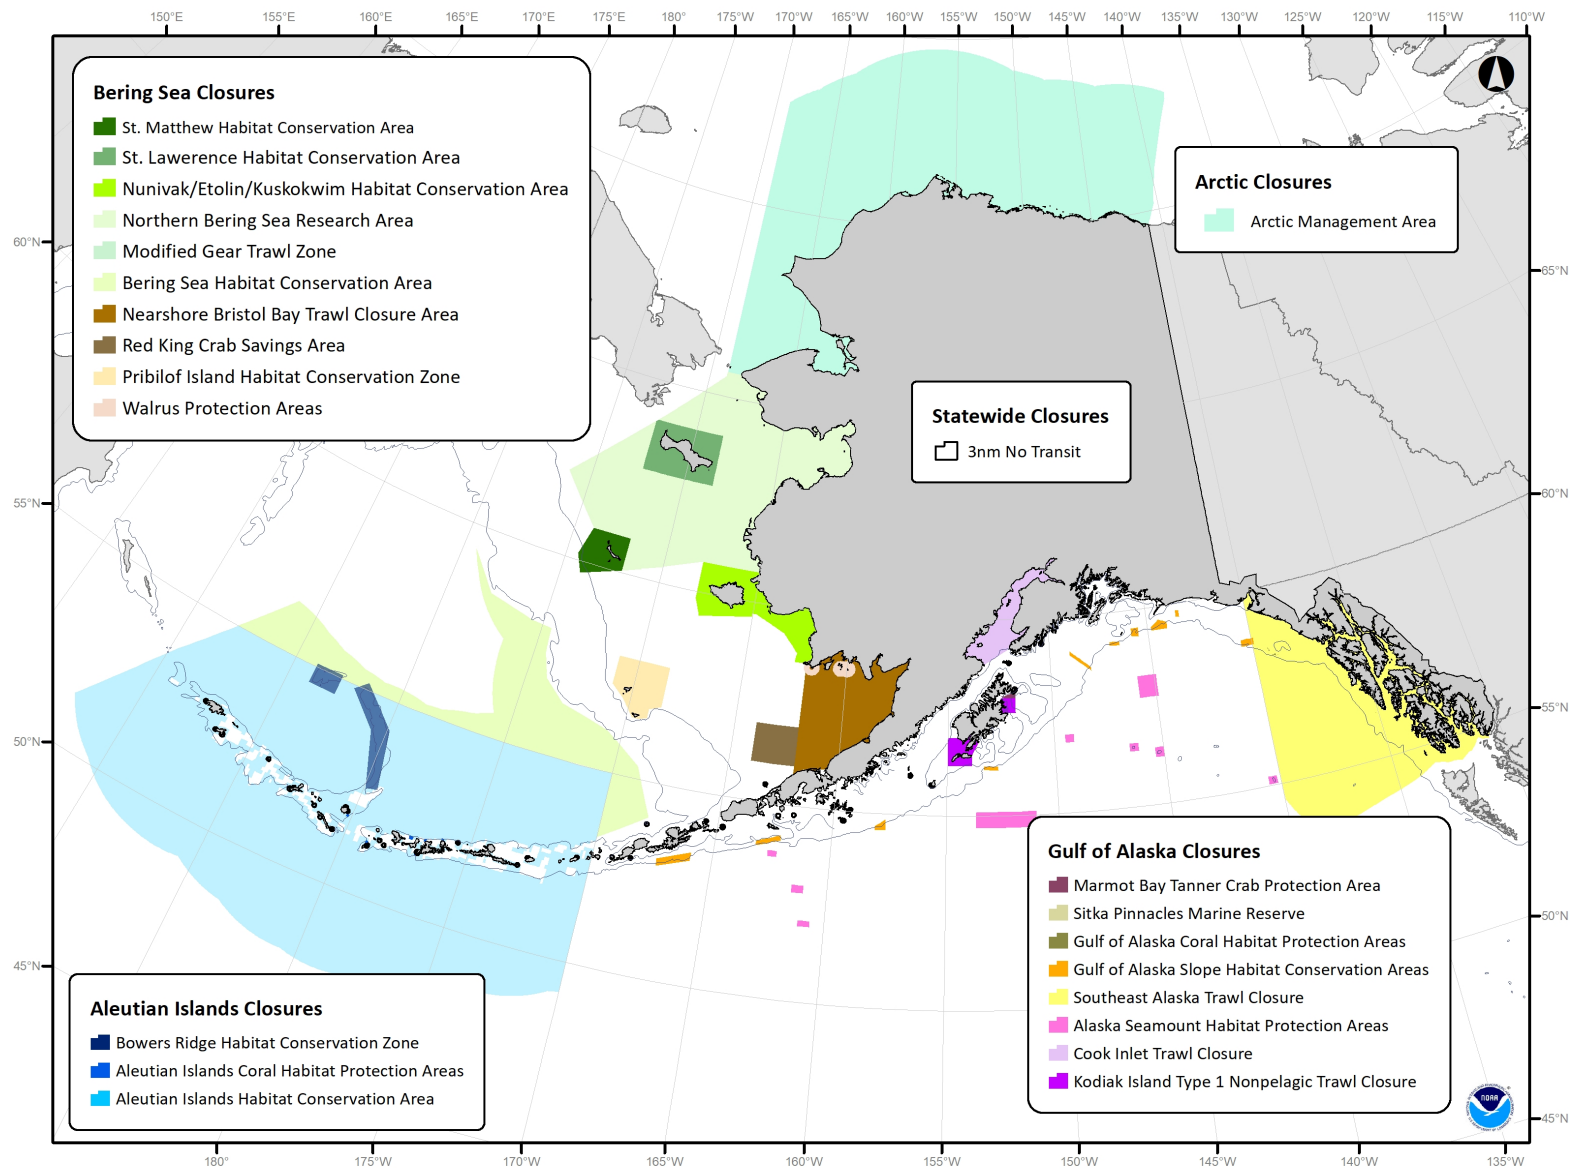 150°E 155°E 160°E 165°E 170°E 175°E 180° 175°W 170°W 165°W 160°W 155°W 150°W 145°W 140°W 135°W 130°W 125°W 120°W 115°W 110°W
Bering Sea Closures
St. Matthew Habitat Conservation Area
St. Lawerence Habitat Conservation Area
Nunivak/Etolin/Kuskokwim Habitat Conservation Area
Northern Bering Sea Research Area
Modified Gear Trawl Zone
Bering Sea Habitat Conservation Area
Nearshore Bristol Bay Trawl Closure Area
Red King Crab Savings Area
Pribilof Island Habitat Conservation Zone
Walrus Protection Areas
Arctic Closures
Arctic Management Area
Statewide Closures
3nm No Transit
60°N
55°N
50°N
45°N
65°N
60°N
55°N
50°N
45°N
Aleutian Islands Closures
Bowers Ridge Habitat Conservation Zone
Aleutian Islands Coral Habitat Protection Areas
Aleutian Islands Habitat Conservation Area
Gulf of Alaska Closures
Marmot Bay Tanner Crab Protection Area
Sitka Pinnacles Marine Reserve
Gulf of Alaska Coral Habitat Protection Areas
Gulf of Alaska Slope Habitat Conservation Areas
Southeast Alaska Trawl Closure
Alaska Seamount Habitat Protection Areas
Cook Inlet Trawl Closure
Kodiak Island Type 1 Nonpelagic Trawl Closure
NOAA
180° 175°W 170°W 165°W 160°W 155°W 150°W 145°W 140°W 135°W